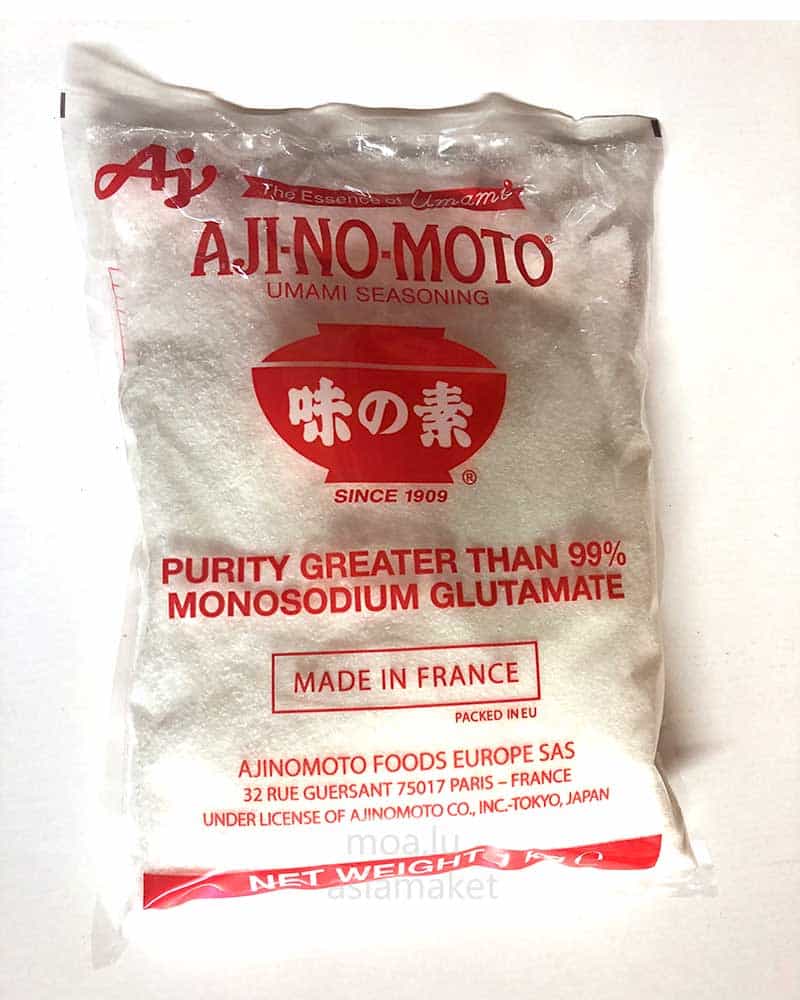 Aj
The Essence of Umami
AJI-NO-MOTO®
UMAMI SEASONING
味の素
®
SINCE 1909
PURITY GREATER THAN 99%
MONOSODIUM GLUTAMATE
MADE IN FRANCE
PACKED IN EU
AJINOMOTO FOODS EUROPE SAS
32 RUE GUERSANT 75017 PARIS – FRANCE
UNDER LICENSE OF AJINOMOTO CO., INC.-TOKYO, JAPAN
moa.lu
NET WEIGHT 1
asiamaket